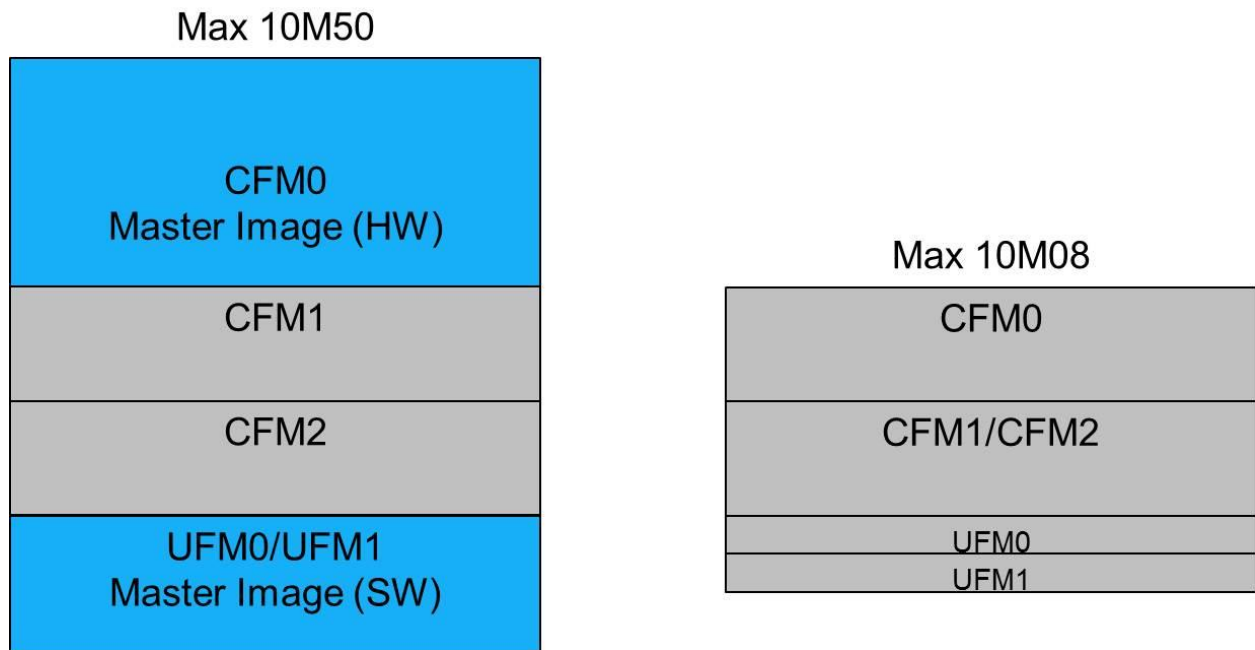 Max 10M50
CFM0
Master Image (HW)
CFM1
CFM2
UFM0/UFM1
Master Image (SW)
Max 10M08
CFM0
CFM1/CFM2
UFM0
UFM1